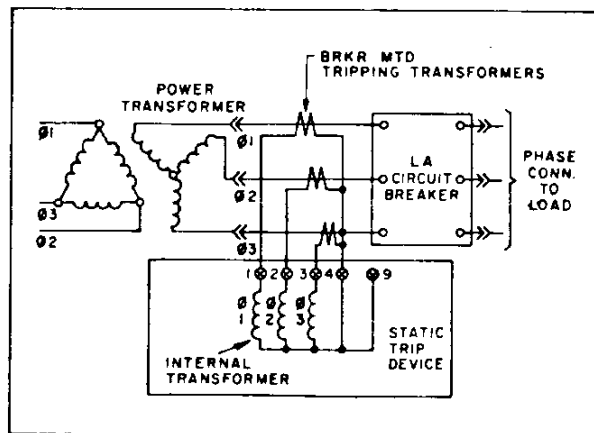 BRKR MTD
TRIPPING TRANSFORMERS
POWER
TRANSFORMER
Ø1
Ø3
Ø2
Ø1
Ø2
Ø3
LA
CIRCUIT
BREAKER
PHASE
CONN.
TO
LOAD
1 2 3 4 9
Ø
1
Ø
2
Ø
3
INTERNAL
TRANSFORMER
STATIC
TRIP
DEVICE